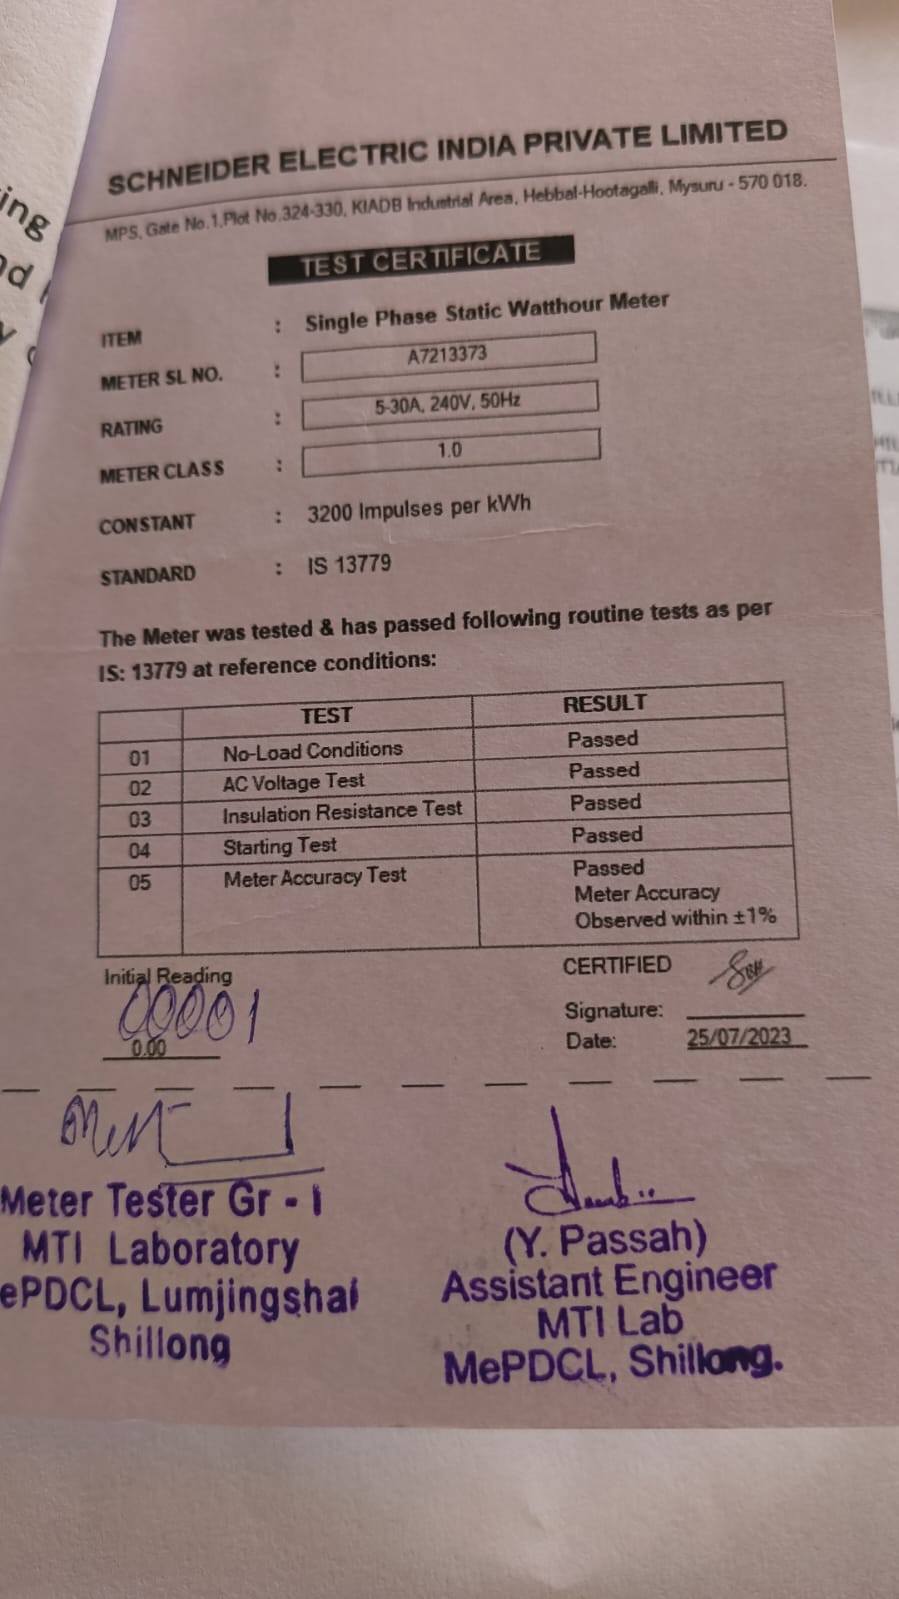 ing
SCHNEIDER ELECTRIC INDIA PRIVATE LIMITED
MPS, Gate No.1,Plot No.324-330, KIADB Industrial Area, Hebbal-Hootagalli, Mysuru - 570 018.
TEST CERTIFICATE
ITEM : Single Phase Static Watthour Meter
METER SL NO. : A7213373
RATING : 5-30A, 240V, 50Hz
METER CLASS : 1.0
CONSTANT : 3200 Impulses per kWh
STANDARD : IS 13779
The Meter was tested & has passed following routine tests as per
IS: 13779 at reference conditions:
TEST RESULT
01 No-Load Conditions Passed
02 AC Voltage Test Passed
03 Insulation Resistance Test Passed
04 Starting Test Passed
05 Meter Accuracy Test Passed
Meter Accuracy
Observed within ±1%
Initial Reading
00001
0.00
CERTIFIED
Signature:
Date: 25/07/2023
Meter Tester Gr - I
MTI Laboratory
ePDCL, Lumjingshai
Shillong
(Y. Passah)
Assistant Engineer
MTI Lab
MePDCL, Shillong.